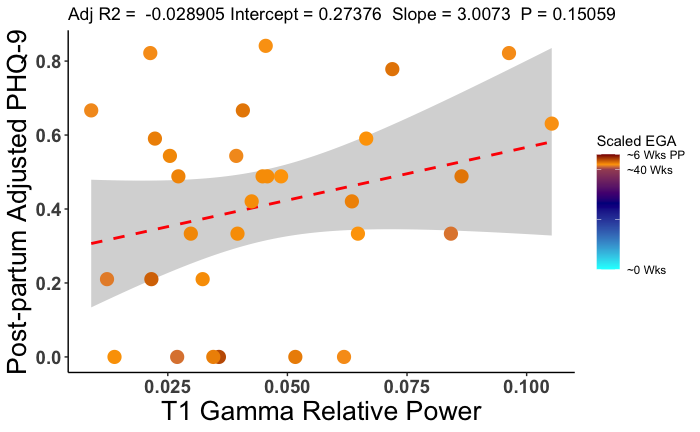 Adj R2 =  -0.028905 Intercept = 0.27376  Slope = 3.0073  P = 0.15059
Post-partum Adjusted PHQ-9
0.8
0.6
0.4
0.2
0.0
0.025 0.050 0.075 0.100
T1 Gamma Relative Power
Scaled EGA
~6 Wks PP
~40 Wks
~0 Wks